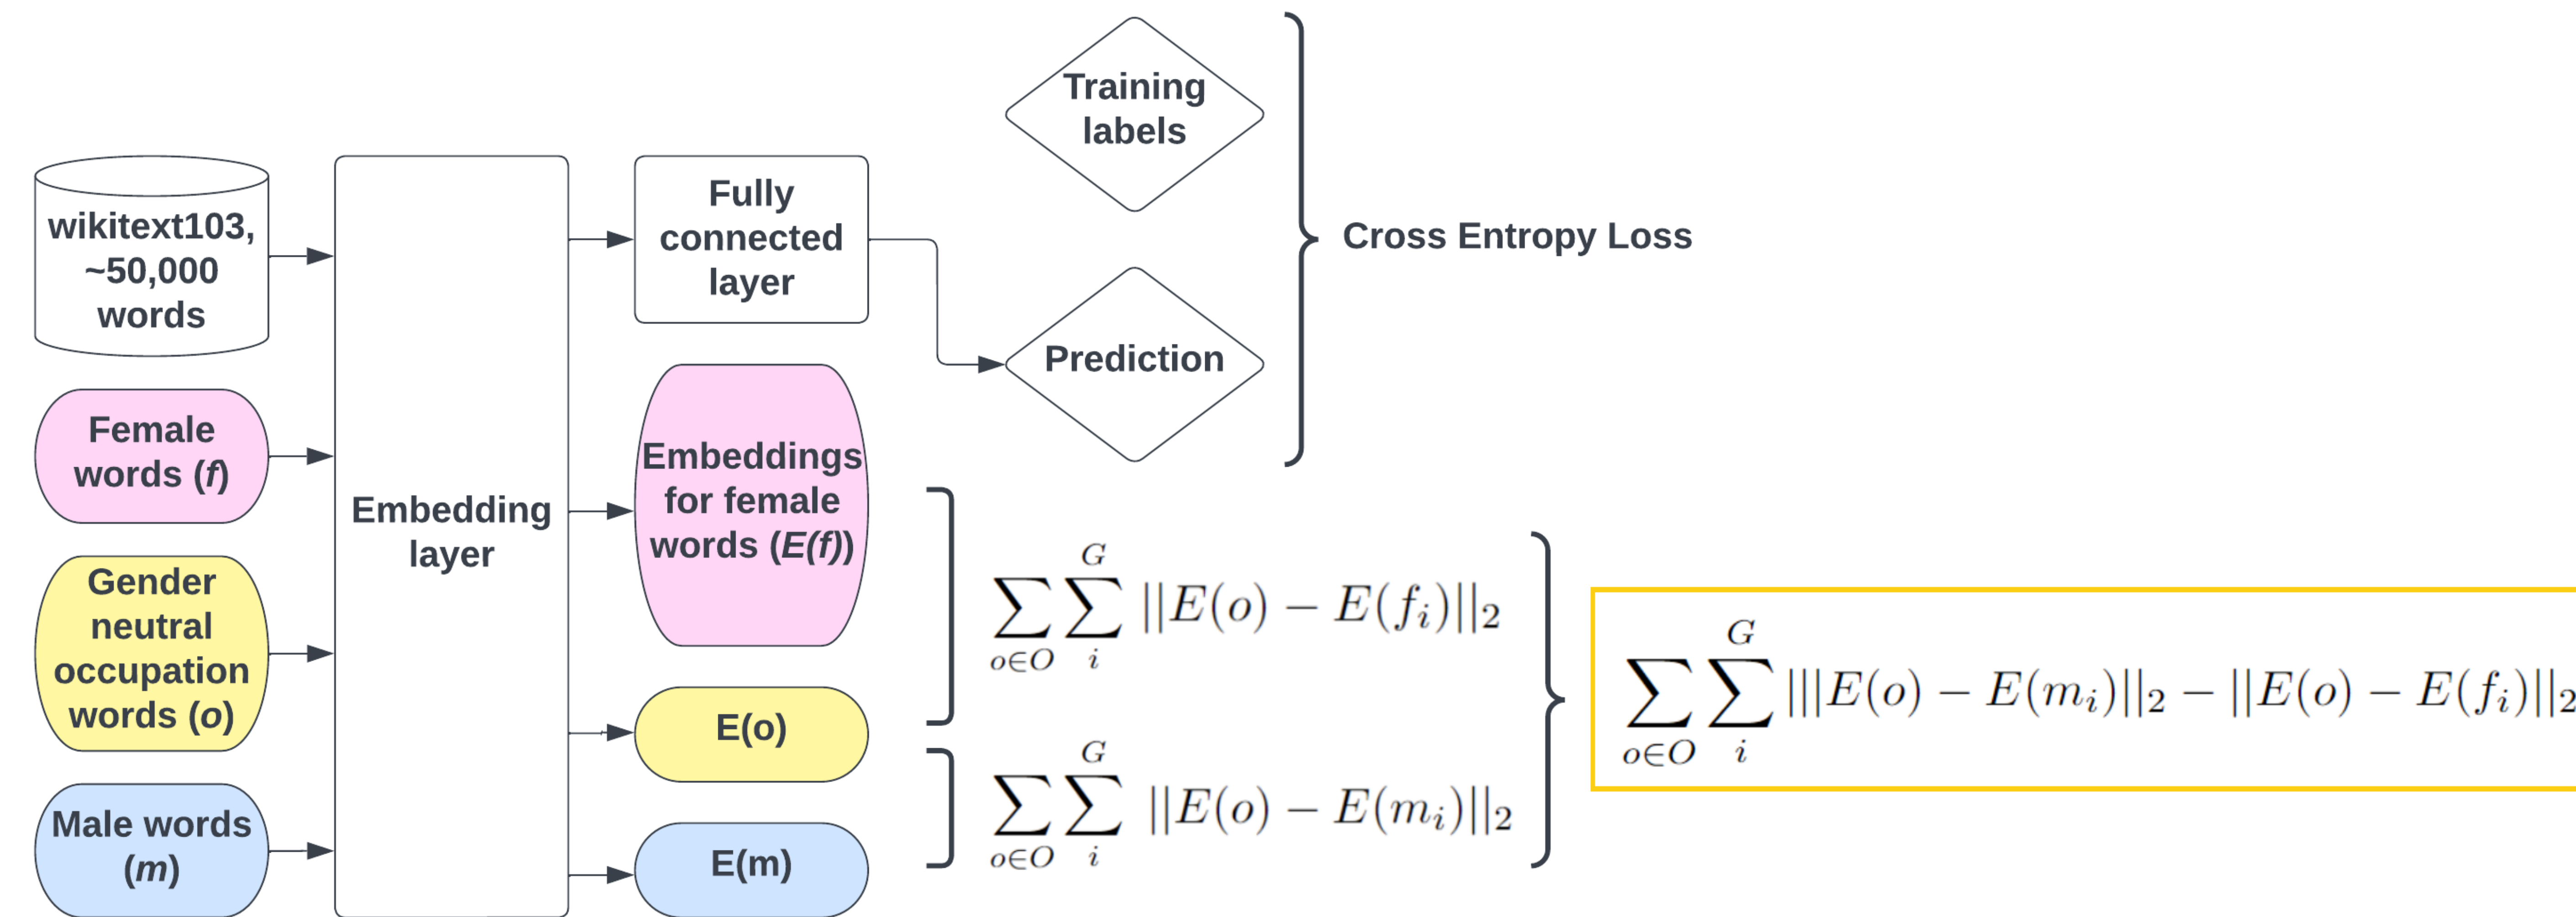 Training
labels
wikitext103,
~50,000
words
Fully
connected
layer
Cross Entropy Loss
Prediction
Female
words (f)
Embedding
layer
Embeddings
for female
words (E(f))
Gender
neutral
occupation
words (o)
E(o)
Male words
(m)
E(m)
∑_{o∈O} ∑_i^G ||E(o) − E(f_i)||_2
∑_{o∈O} ∑_i^G ||E(o) − E(m_i)||_2
∑_{o∈O} ∑_i^G |||E(o) − E(m_i)||_2 − ||E(o) − E(f_i)||_2